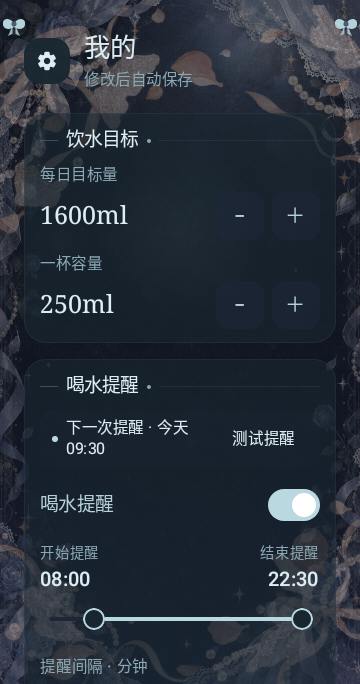 我的
修改后自动保存
饮水目标
每日目标量
1600ml
- +
一杯容量
250ml
- +
喝水提醒
下一次提醒 · 今天
09:30
测试提醒
喝水提醒
开始提醒 结束提醒
08:00 22:30
提醒间隔 · 分钟